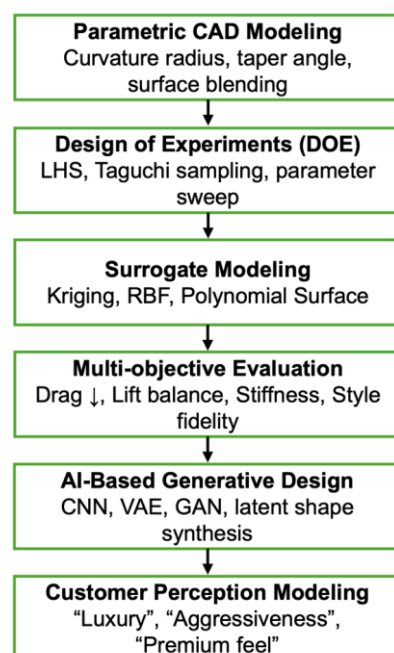 Parametric CAD Modeling
Curvature radius, taper angle,
surface blending
Design of Experiments (DOE)
LHS, Taguchi sampling, parameter
sweep
Surrogate Modeling
Kriging, RBF, Polynomial Surface
Multi-objective Evaluation
Drag ↓, Lift balance, Stiffness, Style
fidelity
AI-Based Generative Design
CNN, VAE, GAN, latent shape
synthesis
Customer Perception Modeling
“Luxury”, “Aggressiveness”,
“Premium feel”